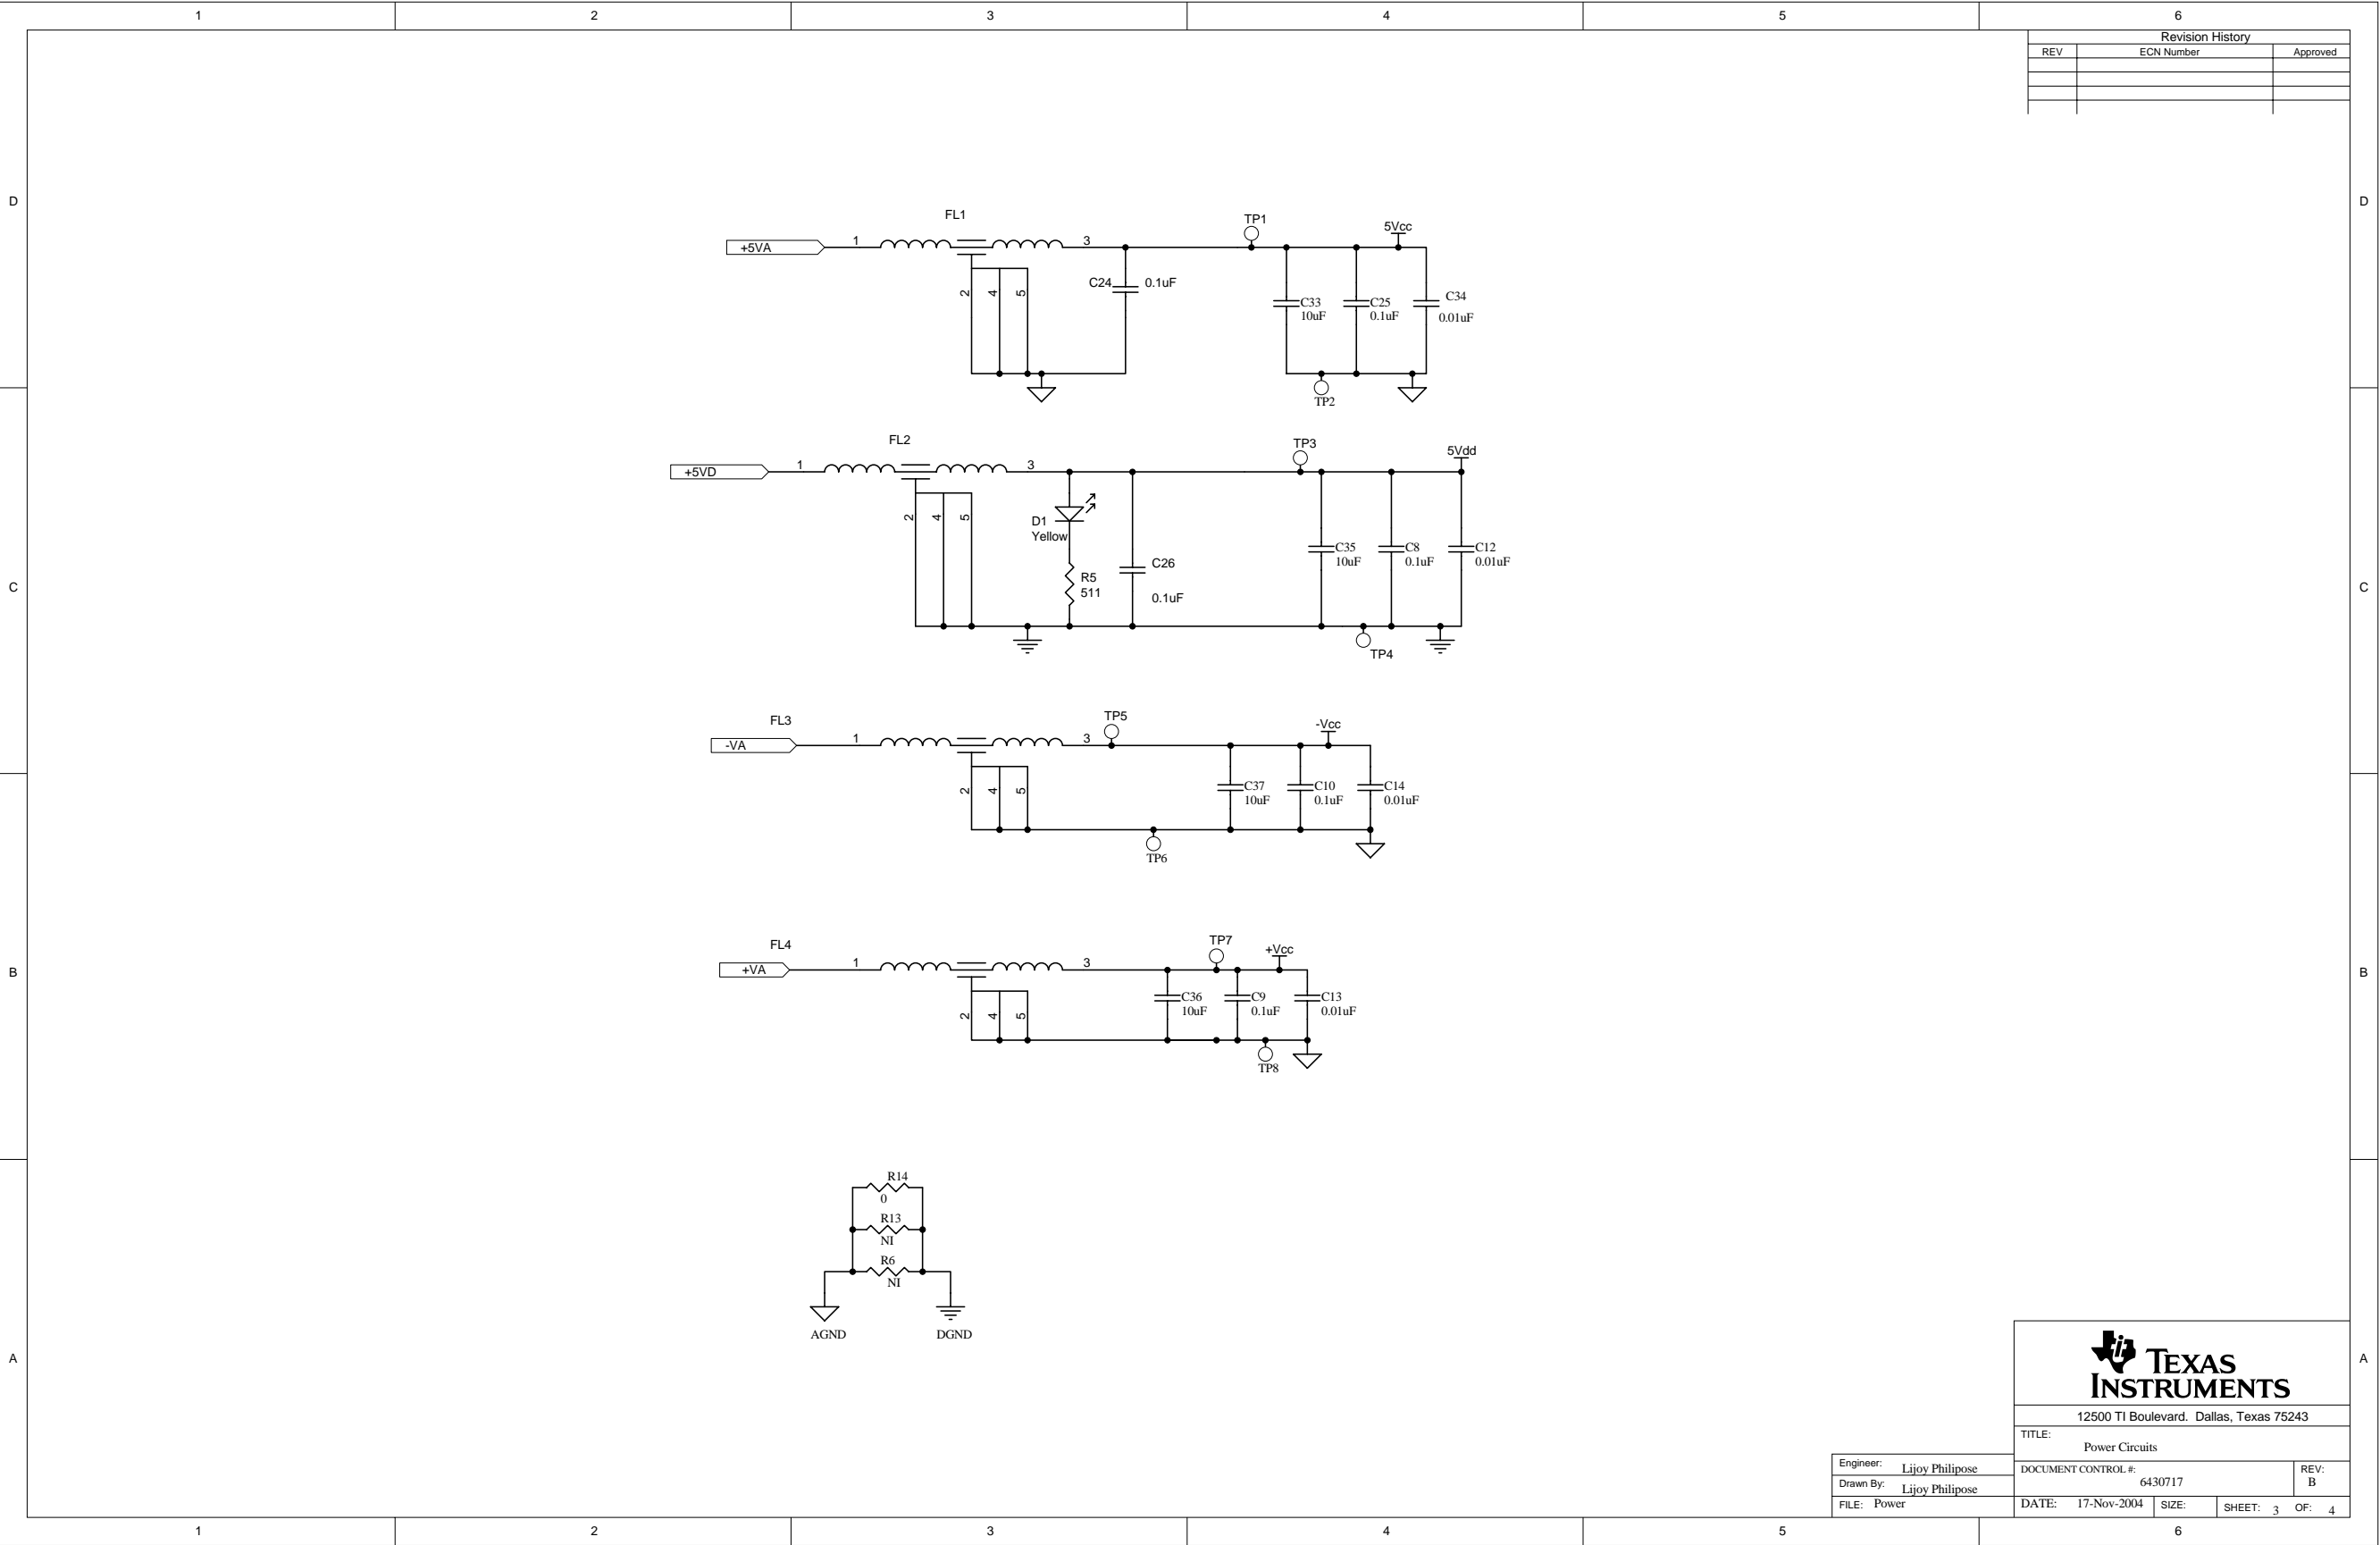 1 2 3 4 5 6
Revision History
REV ECN Number Approved
D D
FL1
+5VA 1 3
2 4 5
C24 0.1uF
TP1
5Vcc
C33
10uF
C25
0.1uF
C34
0.01uF
TP2
FL2
+5VD 1 3
2 4 5
D1
Yellow
R5
511
C26
0.1uF
TP3
5Vdd
C35
10uF
C8
0.1uF
C12
0.01uF
TP4
C C
FL3
-VA 1 3
2 4 5
TP5
-Vcc
C37
10uF
C10
0.1uF
C14
0.01uF
TP6
FL4
+VA 1 3
2 4 5
TP7
+Vcc
C36
10uF
C9
0.1uF
C13
0.01uF
TP8
B B
R14
0
R13
NI
R6
NI
AGND DGND
A A
TEXAS
INSTRUMENTS
12500 TI Boulevard. Dallas, Texas 75243
TITLE:
Power Circuits
Engineer: Lijoy Philipose
Drawn By: Lijoy Philipose
FILE: Power
DOCUMENT CONTROL #:
6430717
REV:
B
DATE: 17-Nov-2004 SIZE: SHEET: 3 OF: 4
1 2 3 4 5 6